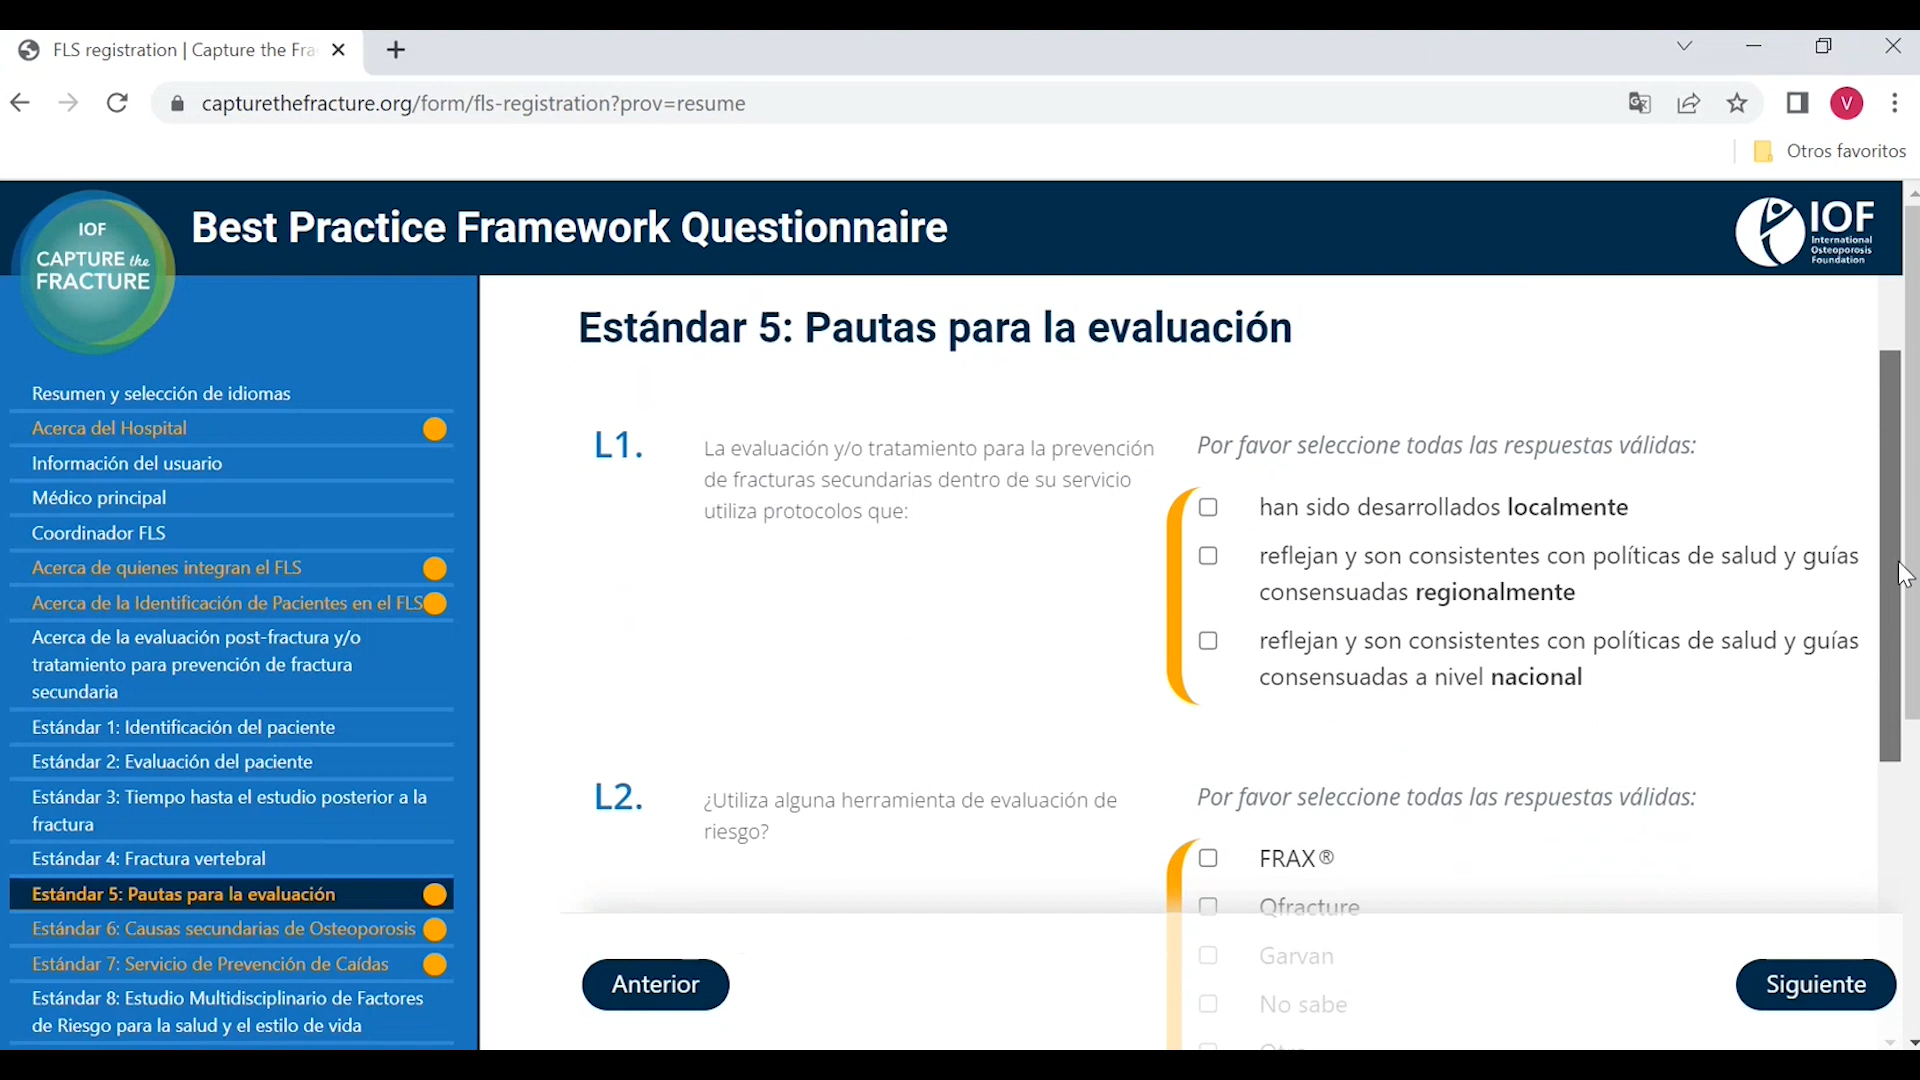 FLS registration | Capture the Fra
capturethefracture.org/form/fls-registration?prov=resume
V
Otros favoritos
IOF
CAPTURE the
FRACTURE
Best Practice Framework Questionnaire
IOF
International
Osteoporosis
Foundation
Resumen y selección de idiomas
Acerca del Hospital
Información del usuario
Médico principal
Coordinador FLS
Acerca de quienes integran el FLS
Acerca de la Identificación de Pacientes en el FLS
Acerca de la evaluación post-fractura y/o
tratamiento para prevención de fractura
secundaria
Estándar 1: Identificación del paciente
Estándar 2: Evaluación del paciente
Estándar 3: Tiempo hasta el estudio posterior a la
fractura
Estándar 4: Fractura vertebral
Estándar 5: Pautas para la evaluación
Estándar 6: Causas secundarias de Osteoporosis
Estándar 7: Servicio de Prevención de Caídas
Estándar 8: Estudio Multidisciplinario de Factores
de Riesgo para la salud y el estilo de vida
Estándar 5: Pautas para la evaluación
L1.
La evaluación y/o tratamiento para la prevención
de fracturas secundarias dentro de su servicio
utiliza protocolos que:
Por favor seleccione todas las respuestas válidas:
han sido desarrollados localmente
reflejan y son consistentes con políticas de salud y guías
consensuadas regionalmente
reflejan y son consistentes con políticas de salud y guías
consensuadas a nivel nacional
L2.
¿Utiliza alguna herramienta de evaluación de
riesgo?
Por favor seleccione todas las respuestas válidas:
FRAX®
Qfracture
Garvan
No sabe
Anterior
Siguiente